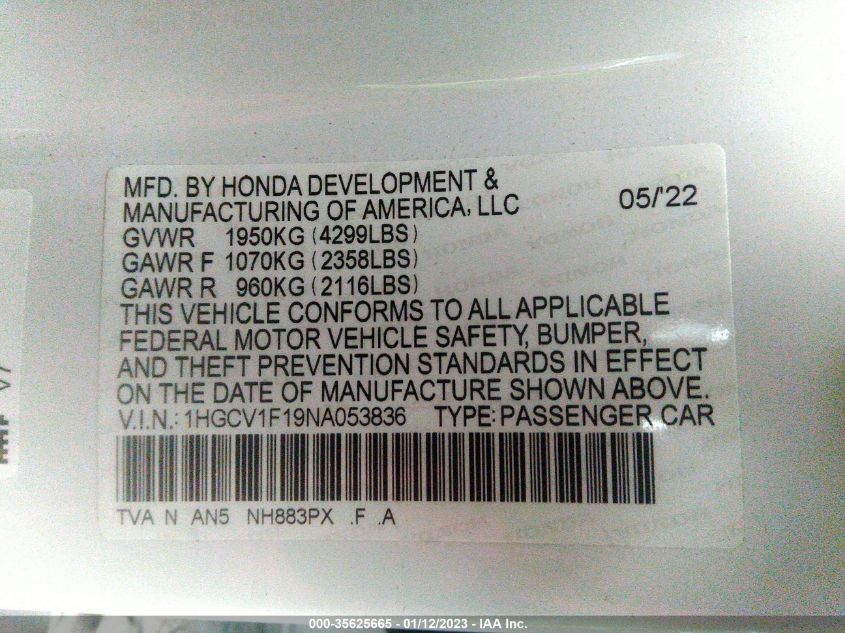 MFD. BY HONDA DEVELOPMENT &
MANUFACTURING OF AMERICA, LLC 05/'22
GVWR 1950KG (4299LBS)
GAWR F 1070KG (2358LBS)
GAWR R 960KG (2116LBS)
THIS VEHICLE CONFORMS TO ALL APPLICABLE
FEDERAL MOTOR VEHICLE SAFETY, BUMPER,
AND THEFT PREVENTION STANDARDS IN EFFECT
ON THE DATE OF MANUFACTURE SHOWN ABOVE.
V.I.N.: 1HGCV1F19NA053836 TYPE: PASSENGER CAR
TVA N AN5 NH883PX .F .A
000-35625665 - 01/12/2023 - IAA Inc.